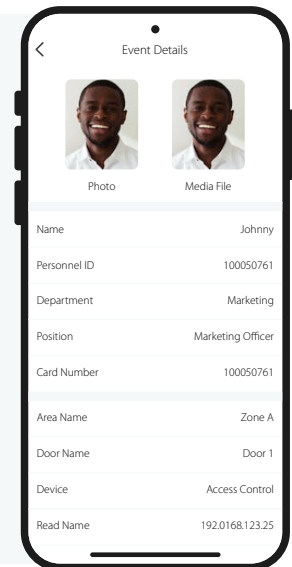 Event Details
Photo Media File
Name Johnny
Personnel ID 100050761
Department Marketing
Position Marketing Officer
Card Number 100050761
Area Name Zone A
Door Name Door 1
Device Access Control
Read Name 192.0168.123.25